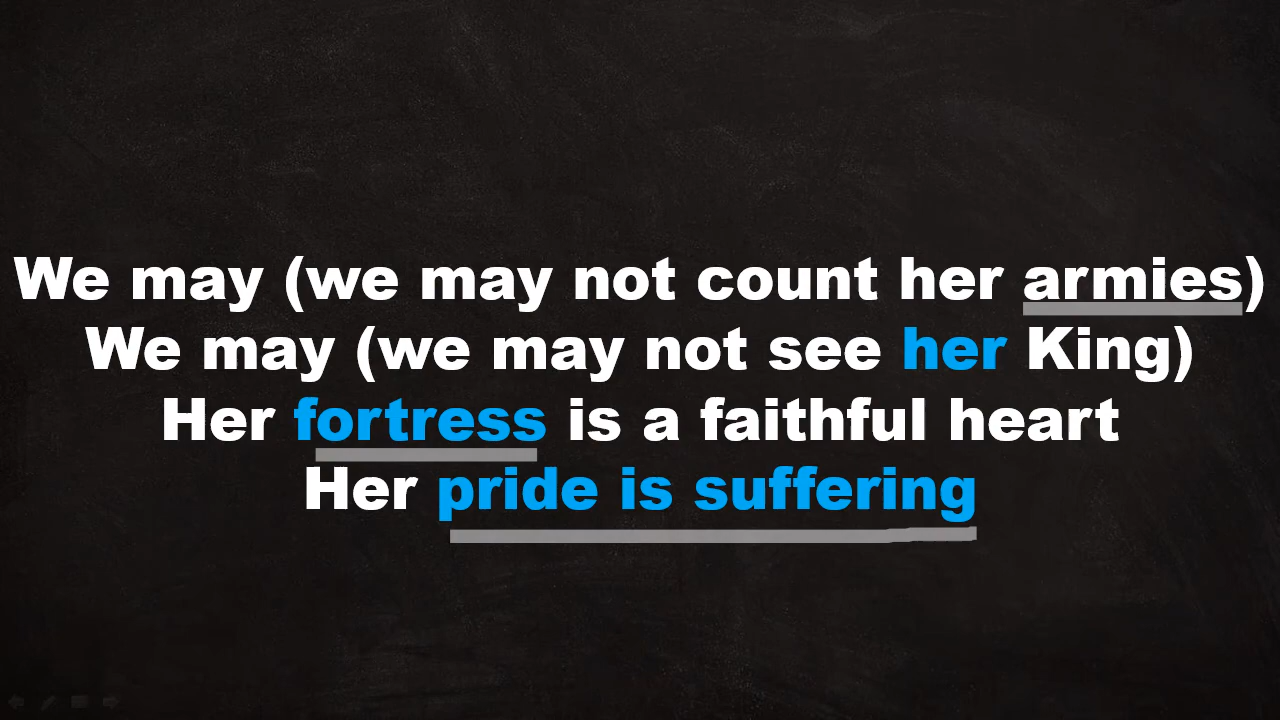 We may (we may not count her armies)
We may (we may not see her King)
Her fortress is a faithful heart
Her pride is suffering